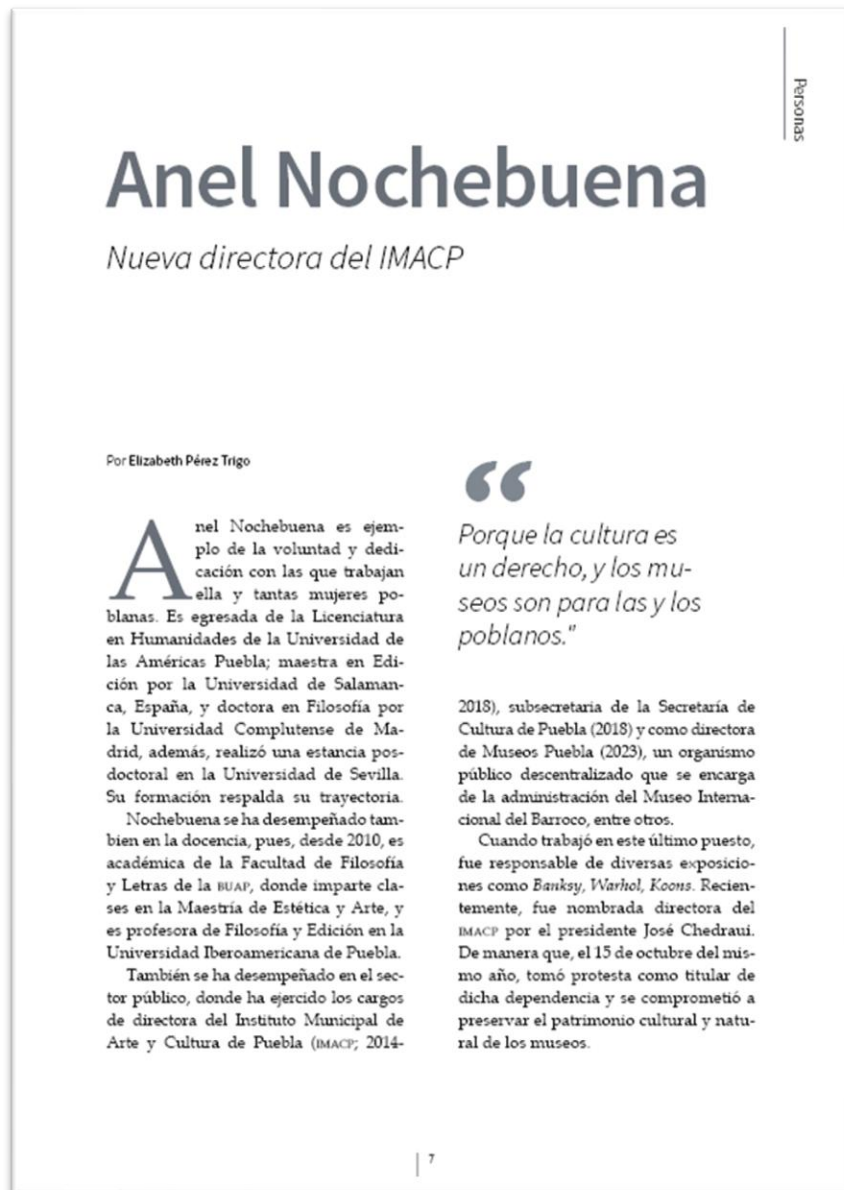 Personas
Anel Nochebuena
Nueva directora del IMACP
Por Elizabeth Pérez Trigo
Anel Nochebuena es ejem-
plo de la voluntad y dedi-
cación con las que trabajan
ella y tantas mujeres po-
blanas. Es egresada de la Licenciatura
en Humanidades de la Universidad de
las Américas Puebla; maestra en Edi-
ción por la Universidad de Salaman-
ca, España, y doctora en Filosofía por
la Universidad Complutense de Ma-
drid, además, realizó una estancia pos-
doctoral en la Universidad de Sevilla.
Su formación respalda su trayectoria.
Nochebuena se ha desempeñado tam-
bien en la docencia, pues, desde 2010, es
académica de la Facultad de Filosofía
y Letras de la BUAP, donde imparte cla-
ses en la Maestría de Estética y Arte, y
es profesora de Filosofía y Edición en la
Universidad Iberoamericana de Puebla.
También se ha desempeñado en el sec-
tor público, donde ha ejercido los cargos
de directora del Instituto Municipal de
Arte y Cultura de Puebla (IMACP; 2014-
“
Porque la cultura es
un derecho, y los mu-
seos son para las y los
poblanos."
2018), subsecretaria de la Secretaría de
Cultura de Puebla (2018) y como directora
de Museos Puebla (2023), un organismo
público descentralizado que se encarga
de la administración del Museo Interna-
cional del Barroco, entre otros.
Cuando trabajó en este último puesto,
fue responsable de diversas exposicio-
nes como Banksy, Warhol, Koons. Recien-
temente, fue nombrada directora del
IMACP por el presidente José Chedraui.
De manera que, el 15 de octubre del mis-
mo año, tomó protesta como titular de
dicha dependencia y se comprometió a
preservar el patrimonio cultural y natu-
ral de los museos.
7